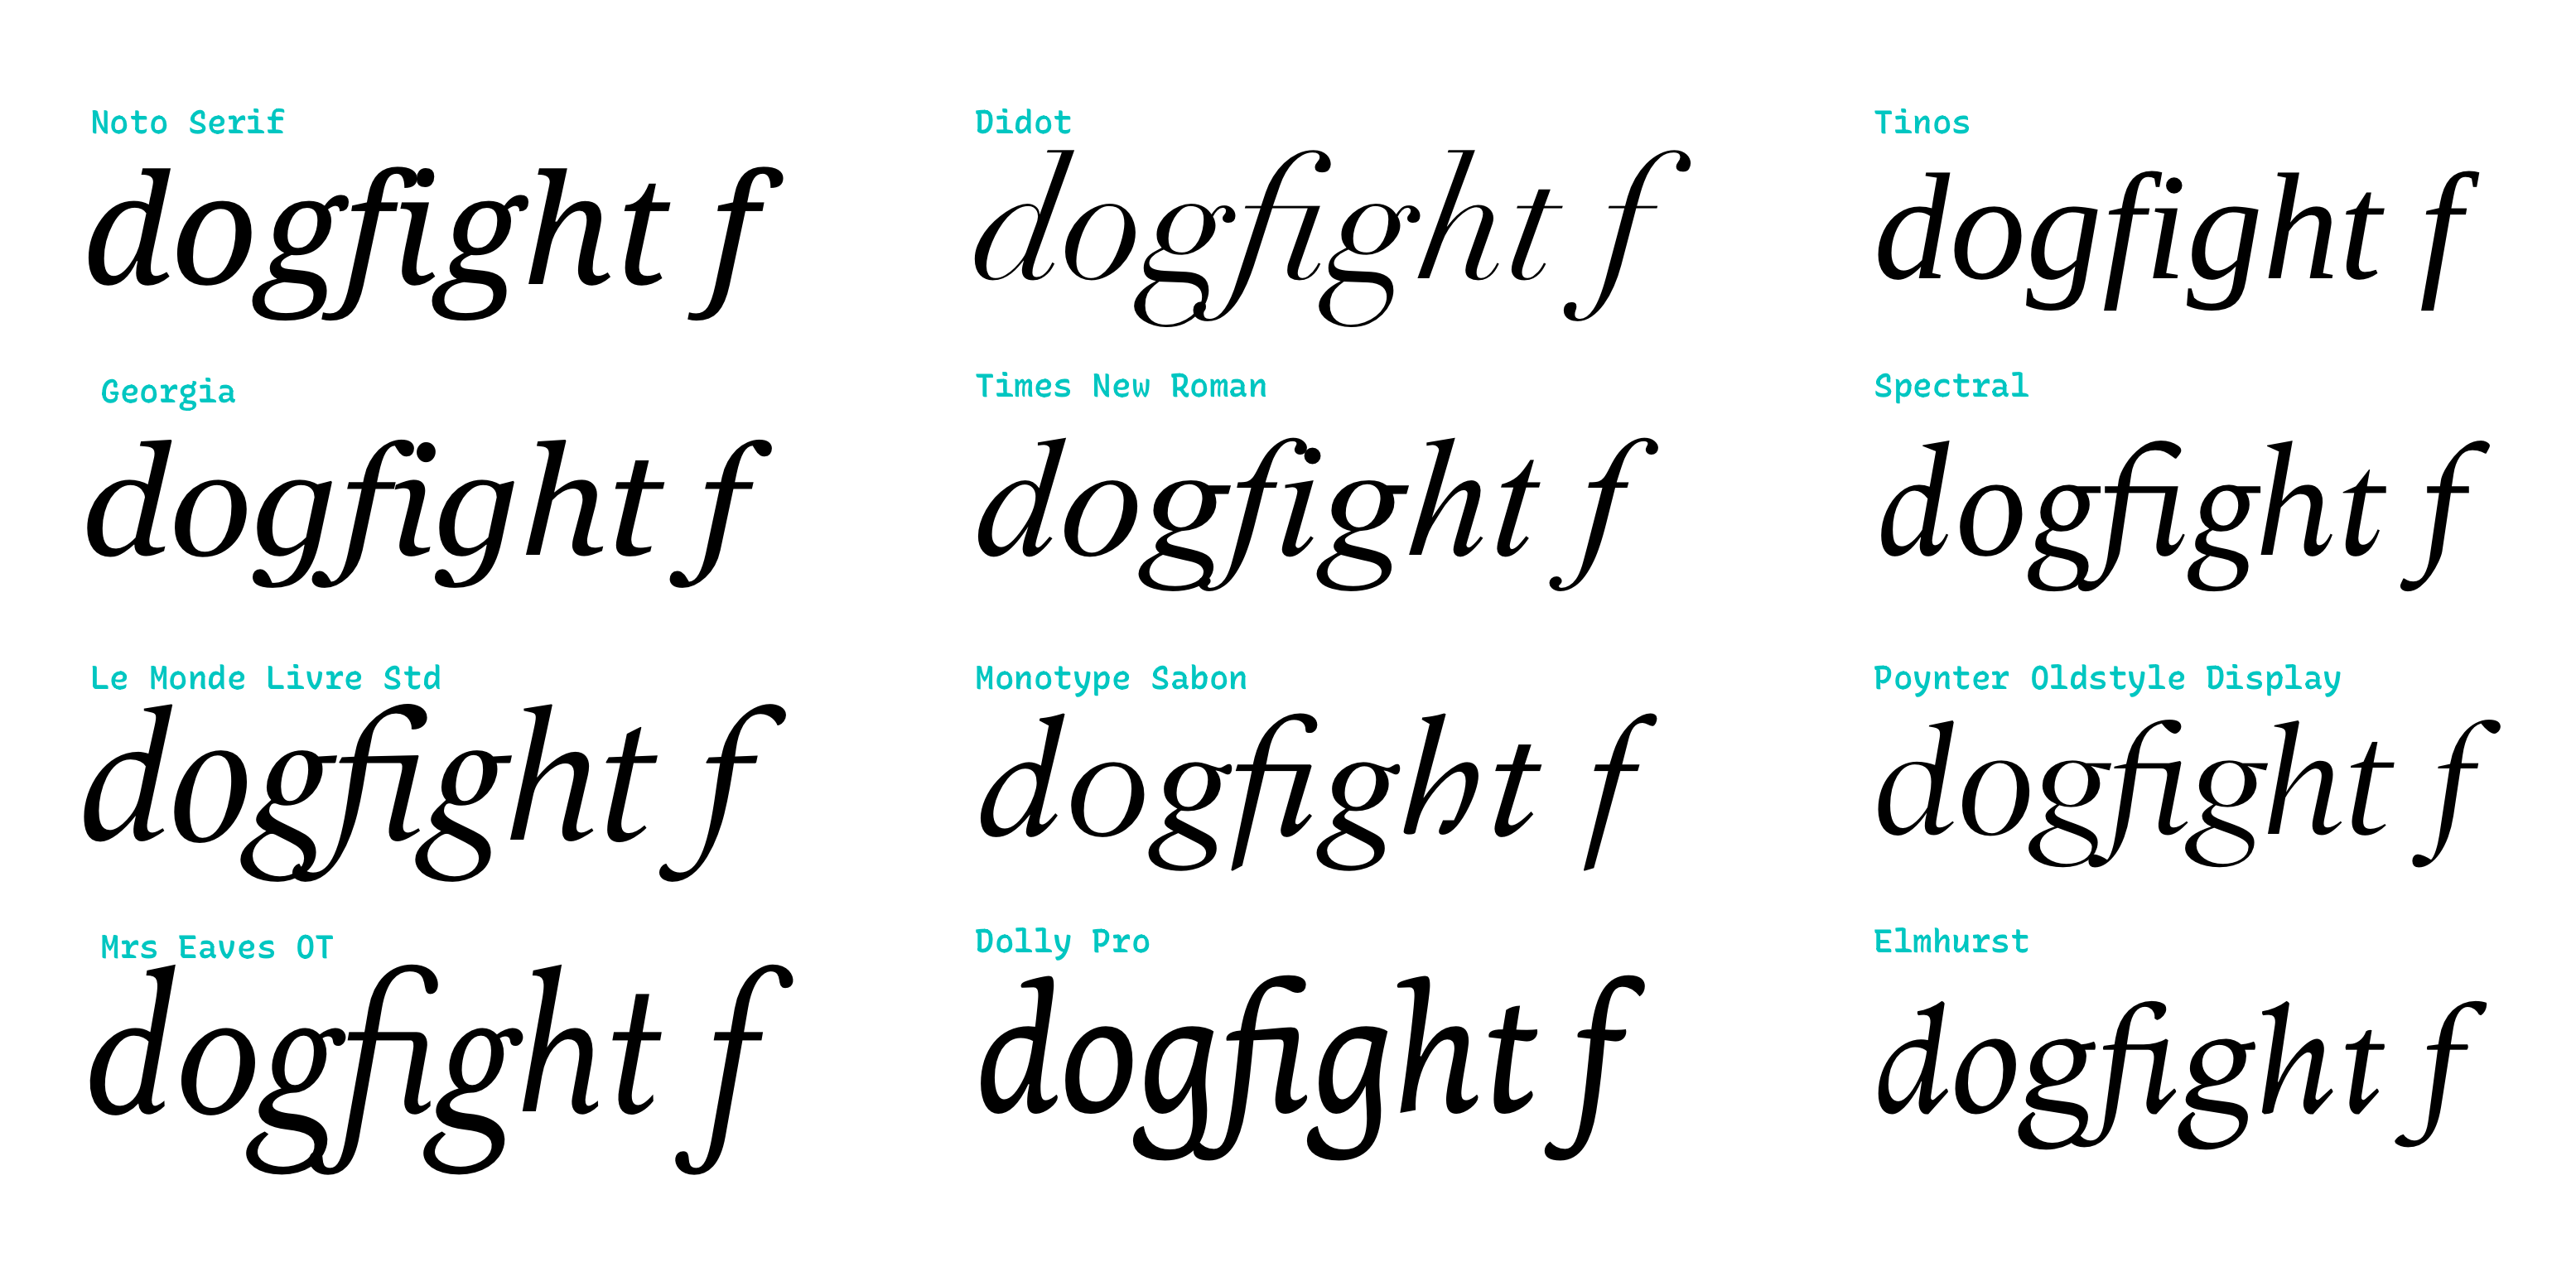 Noto Serif
dogfight f
Didot
dogfight f
Tinos
dogfight f
Georgia
dogfight f
Times New Roman
dogfight f
Spectral
dogfight f
Le Monde Livre Std
dogfight f
Monotype Sabon
dogfight f
Poynter Oldstyle Display
dogfight f
Mrs Eaves OT
dogfight f
Dolly Pro
dogfight f
Elmhurst
dogfight f